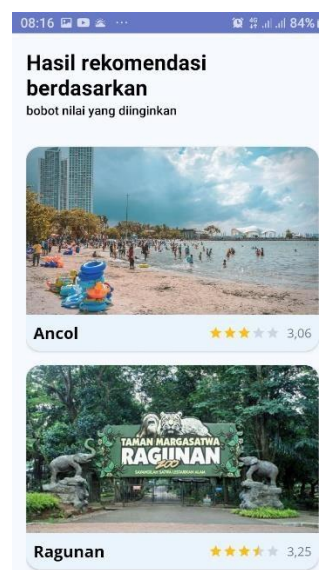 08:16
84%
Hasil rekomendasi
berdasarkan
bobot nilai yang diinginkan
Ancol
3,06
TAMAN MARGASATWA
RAGUNAN
ZOO
Ragunan
3,25